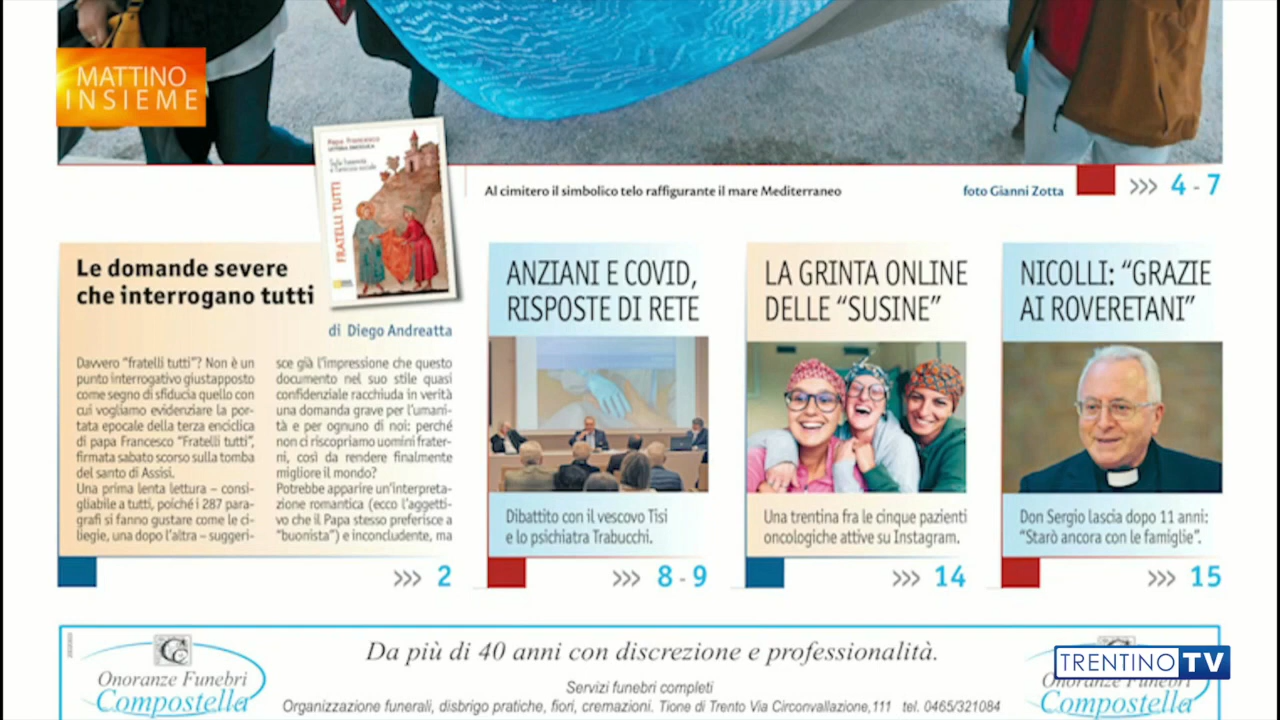 MATTINO
INSIEME
Papa Francesco
LETTERA ENCICLICA
Sulla fraternità
e l'amicizia sociale
FRATELLI TUTTI
Al cimitero il simbolico telo raffigurante il mare Mediterraneo
foto Gianni Zotta
>>> 4 - 7
Le domande severe
che interrogano tutti
di Diego Andreatta
Davvero "fratelli tutti"? Non è un
punto interrogativo giustapposto
come segno di sfiducia quello con
cui vogliamo evidenziare la por-
tata epocale della terza enciclica
di papa Francesco "Fratelli tutti",
firmata sabato scorso sulla tomba
del santo di Assisi.
Una prima lenta lettura – consi-
gliabile a tutti, poiché i 287 para-
grafi si fanno gustare come le ci-
liegie, una dopo l'altra – suggeri-
sce già l'impressione che questo
documento nel suo stile quasi
confidenziale racchiuda in verità
una domanda grave per l'umani-
tà e per ognuno di noi: perché
non ci riscopriamo uomini frater-
ni, così da rendere finalmente
migliore il mondo?
Potrebbe apparire un'interpreta-
zione romantica (ecco l'aggetti-
vo che il Papa stesso preferisce a
"buonista") e inconcludente, ma
>>> 2
ANZIANI E COVID,
RISPOSTE DI RETE
Dibattito con il vescovo Tisi
e lo psichiatra Trabucchi.
>>> 8 - 9
LA GRINTA ONLINE
DELLE "SUSINE"
Una trentina fra le cinque pazienti
oncologiche attive su Instagram.
>>> 14
NICOLLI: "GRAZIE
AI ROVERETANI"
Don Sergio lascia dopo 11 anni:
"Starò ancora con le famiglie".
>>> 15
Onoranze Funebri
Compostella
Da più di 40 anni con discrezione e professionalità.
Servizi funebri completi
Organizzazione funerali, disbrigo pratiche, fiori, cremazioni. Tione di Trento Via Circonvallazione,111 tel. 0465/321084
TRENTINO TV
Onoranze Funebri
Compostella